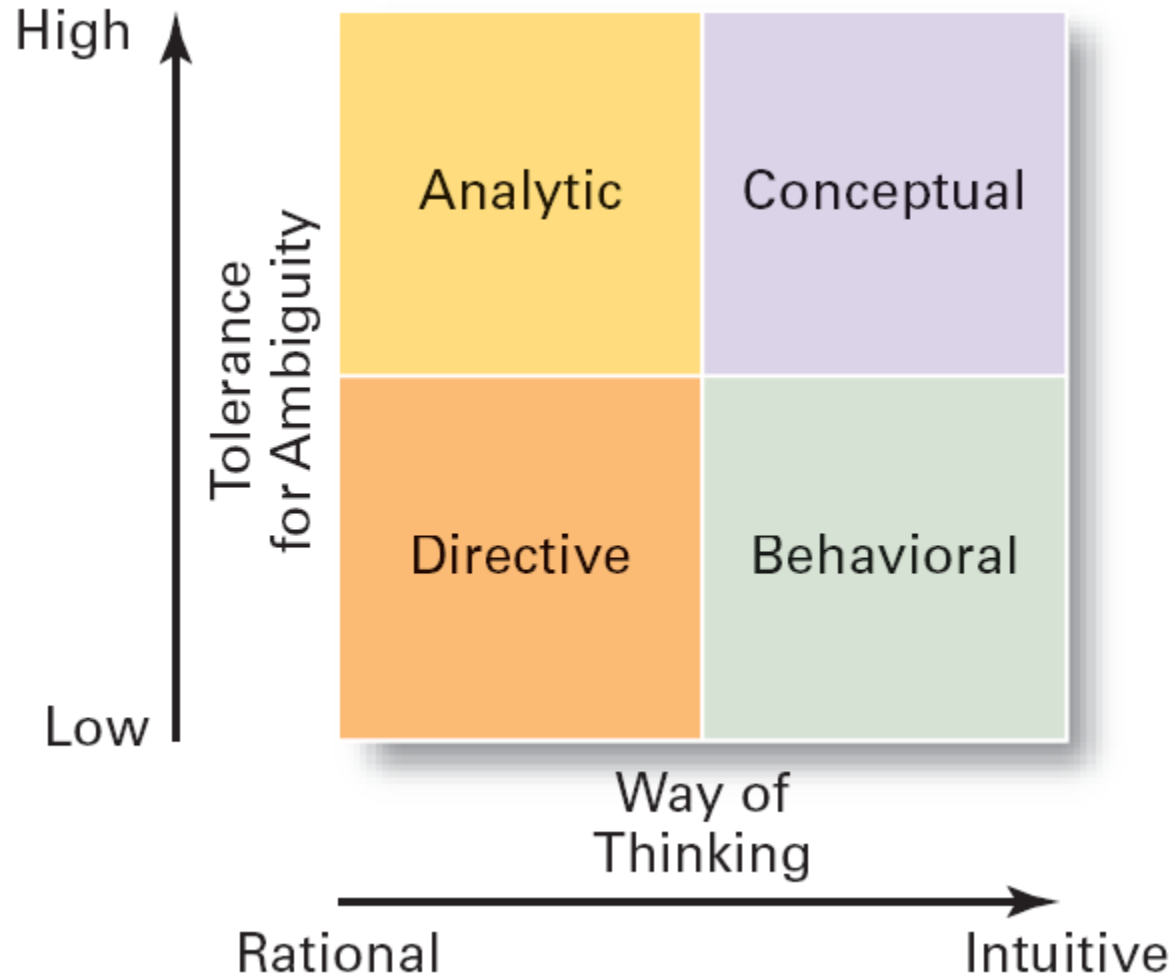 High
Analytic
Conceptual
Tolerance
for Ambiguity
Directive
Behavioral
Low
Way of
Thinking
Rational
Intuitive